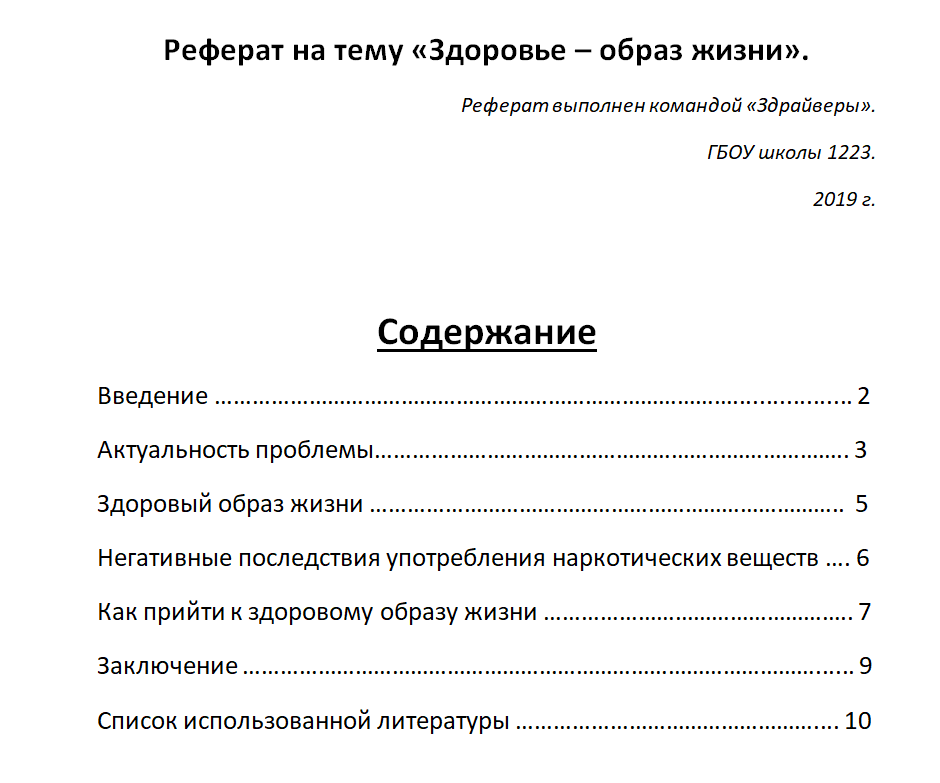 Реферат на тему «Здоровье – образ жизни».
Реферат выполнен командой «Здрайверы».
ГБОУ школы 1223.
2019 г.
Содержание
Введение ………………………………………………………………………………..………….. 2
Актуальность проблемы…………………………………………………………………….. 3
Здоровый образ жизни …………………………………………………………………….. 5
Негативные последствия употребления наркотических веществ …. 6
Как прийти к здоровому образу жизни ………………………………………….. 7
Заключение ……………………………………………………………………………………….... 9
Список использованной литературы ……………………………………………... 10